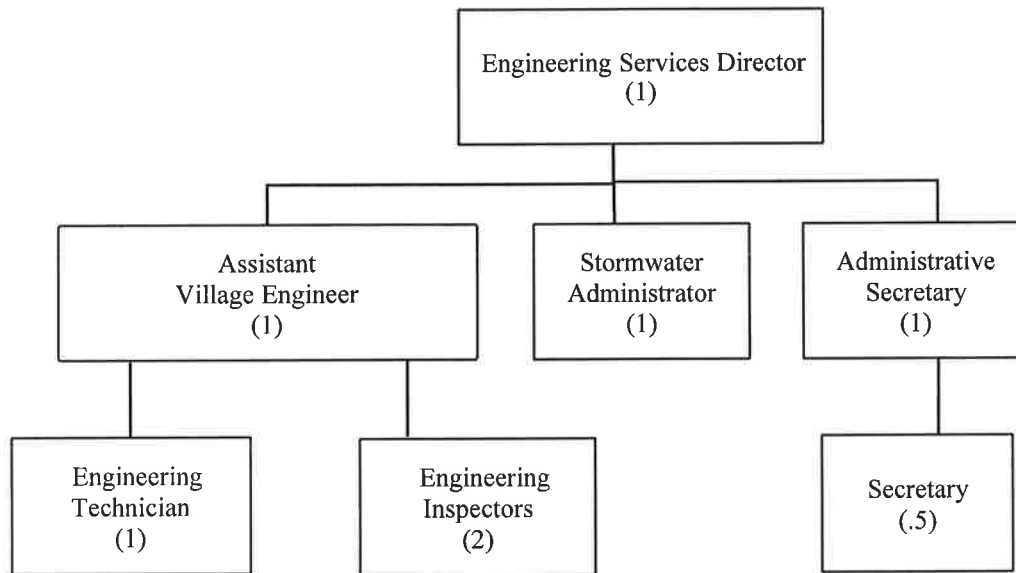 Engineering Services Director
(1)
Assistant
Village Engineer
(1)
Stormwater
Administrator
(1)
Administrative
Secretary
(1)
Engineering
Technician
(1)
Engineering
Inspectors
(2)
Secretary
(.5)